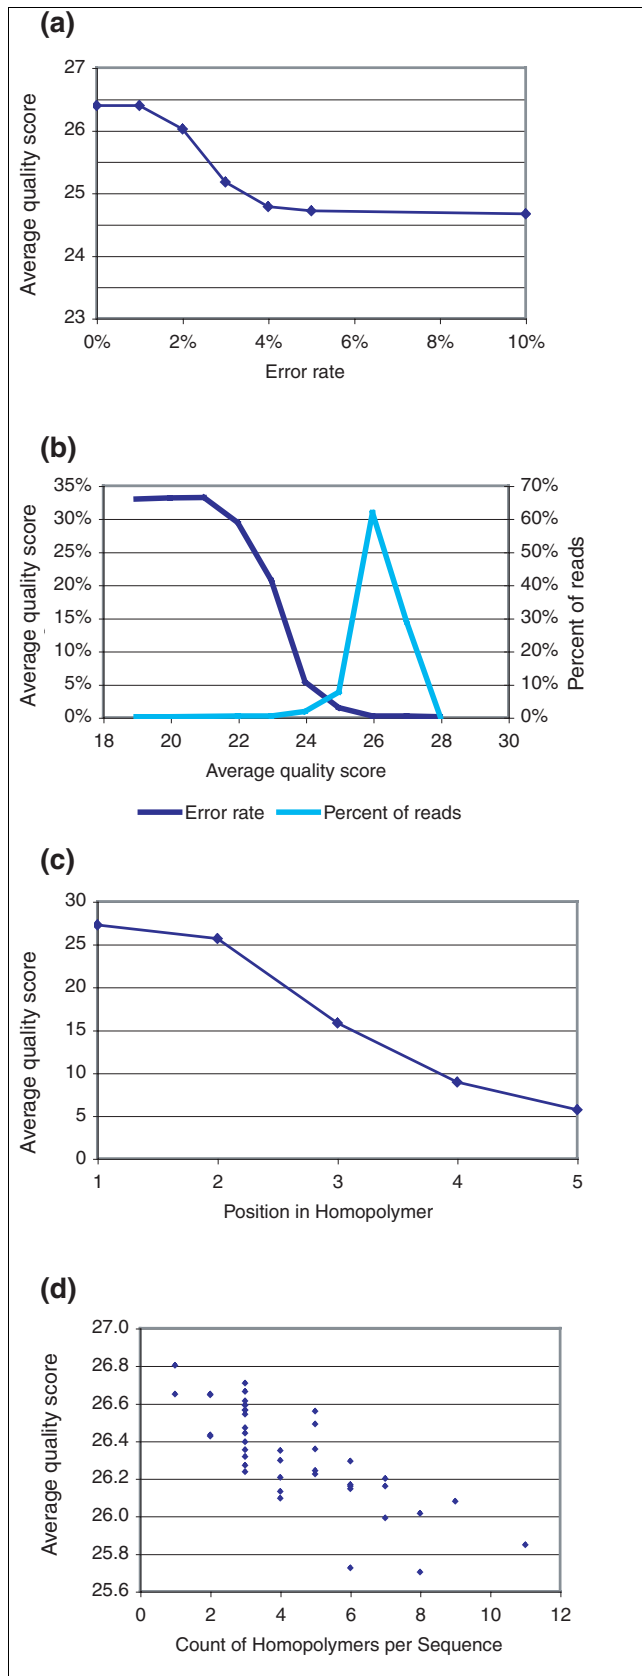 (a)
Average quality score
27
26
25
24
23
0% 2% 4% 6% 8% 10%
Error rate
(b)
Average quality score
35% 70%
30% 60%
25% 50%
20% 40%
15% 30%
10% 20%
5% 10%
0% 0%
Percent of reads
18 20 22 24 26 28 30
Average quality score
Error rate Percent of reads
(c)
Average quality score
30
25
20
15
10
5
0
1 2 3 4 5
Position in Homopolymer
(d)
Average quality score
27.0
26.8
26.6
26.4
26.2
26.0
25.8
25.6
0 2 4 6 8 10 12
Count of Homopolymers per Sequence